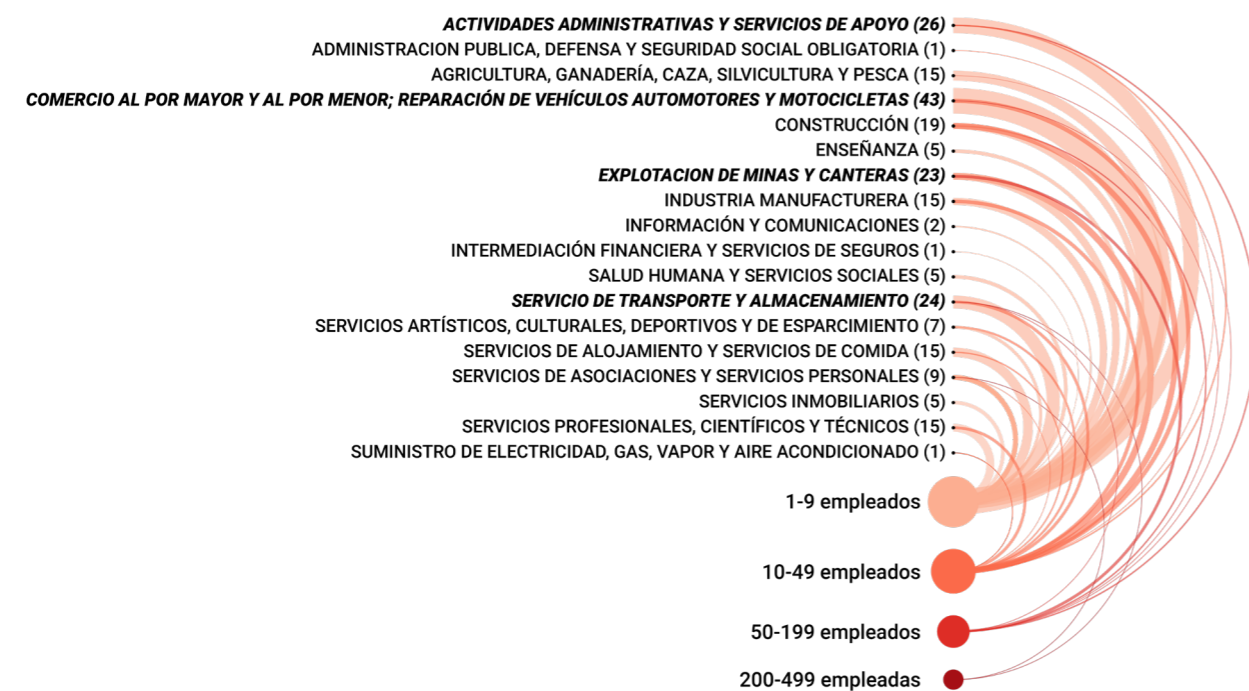 ACTIVIDADES ADMINISTRATIVAS Y SERVICIOS DE APOYO (26)
ADMINISTRACION PUBLICA, DEFENSA Y SEGURIDAD SOCIAL OBLIGATORIA (1)
AGRICULTURA, GANADERÍA, CAZA, SILVICULTURA Y PESCA (15)
COMERCIO AL POR MAYOR Y AL POR MENOR; REPARACIÓN DE VEHÍCULOS AUTOMOTORES Y MOTOCICLETAS (43)
CONSTRUCCIÓN (19)
ENSEÑANZA (5)
EXPLOTACION DE MINAS Y CANTERAS (23)
INDUSTRIA MANUFACTURERA (15)
INFORMACIÓN Y COMUNICACIONES (2)
INTERMEDIACIÓN FINANCIERA Y SERVICIOS DE SEGUROS (1)
SALUD HUMANA Y SERVICIOS SOCIALES (5)
SERVICIO DE TRANSPORTE Y ALMACENAMIENTO (24)
SERVICIOS ARTÍSTICOS, CULTURALES, DEPORTIVOS Y DE ESPARCIMIENTO (7)
SERVICIOS DE ALOJAMIENTO Y SERVICIOS DE COMIDA (15)
SERVICIOS DE ASOCIACIONES Y SERVICIOS PERSONALES (9)
SERVICIOS INMOBILIARIOS (5)
SERVICIOS PROFESIONALES, CIENTÍFICOS Y TÉCNICOS (15)
SUMINISTRO DE ELECTRICIDAD, GAS, VAPOR Y AIRE ACONDICIONADO (1)
1-9 empleados
10-49 empleados
50-199 empleados
200-499 empleadas